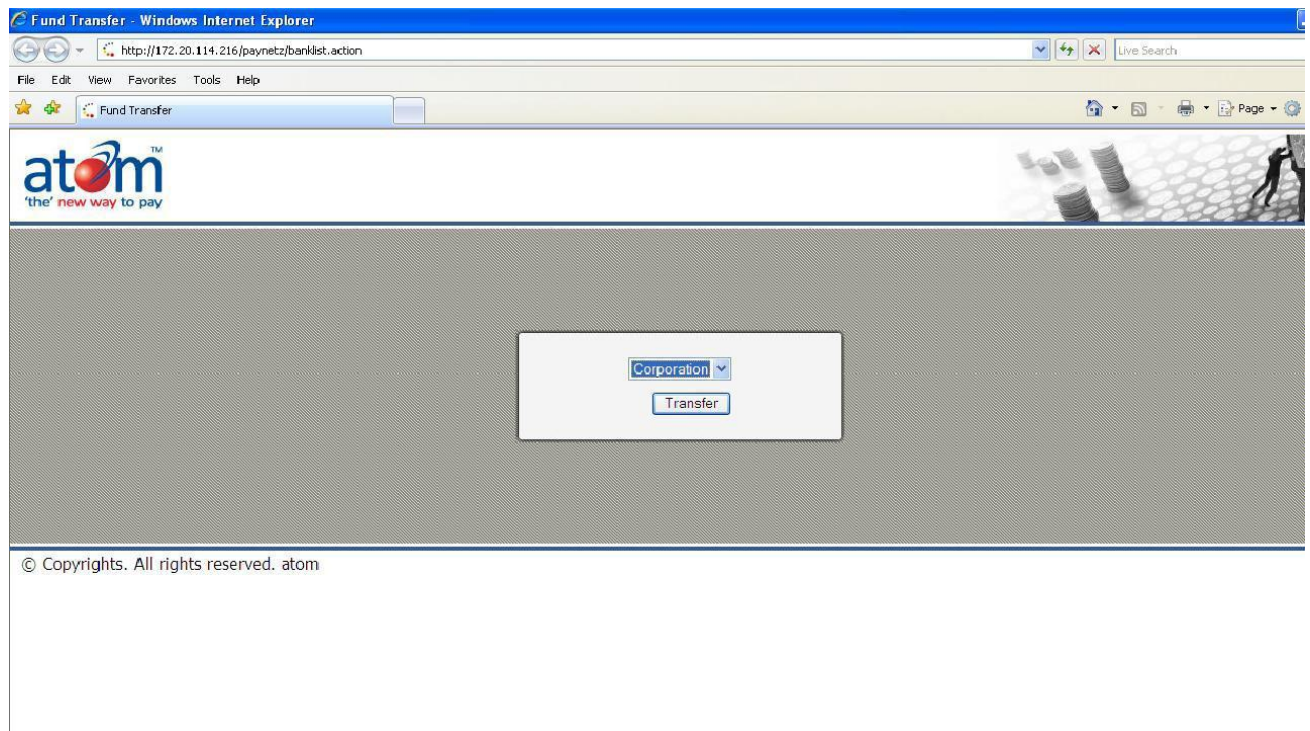 Fund Transfer - Windows Internet Explorer
http://172.20.114.216/paynetz/banklist.action
Live Search
File Edit View Favorites Tools Help
Fund Transfer
Page
atom TM
'the' new way to pay
Corporation
Transfer
© Copyrights. All rights reserved. atom